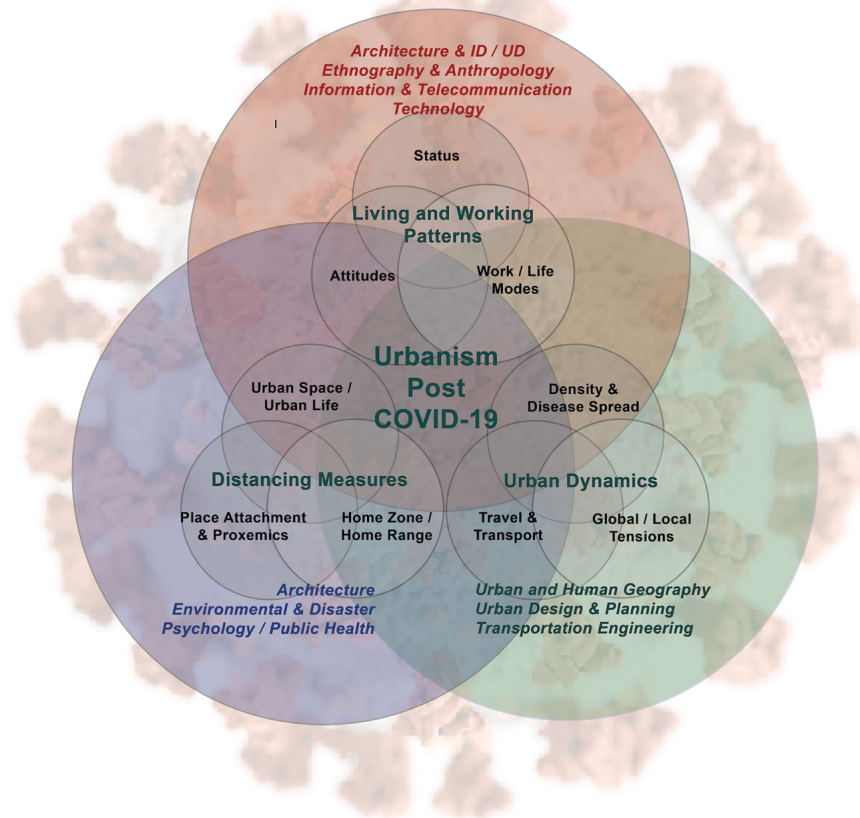 Architecture & ID / UD
Ethnography & Anthropology
Information & Telecommunication
Technology
Status
Living and Working
Patterns
Attitudes
Work / Life
Modes
Urbanism
Post
COVID-19
Urban Space /
Urban Life
Density &
Disease Spread
Distancing Measures
Urban Dynamics
Place Attachment
& Proxemics
Home Zone /
Home Range
Travel &
Transport
Global / Local
Tensions
Architecture
Environmental & Disaster
Psychology / Public Health
Urban and Human Geography
Urban Design & Planning
Transportation Engineering